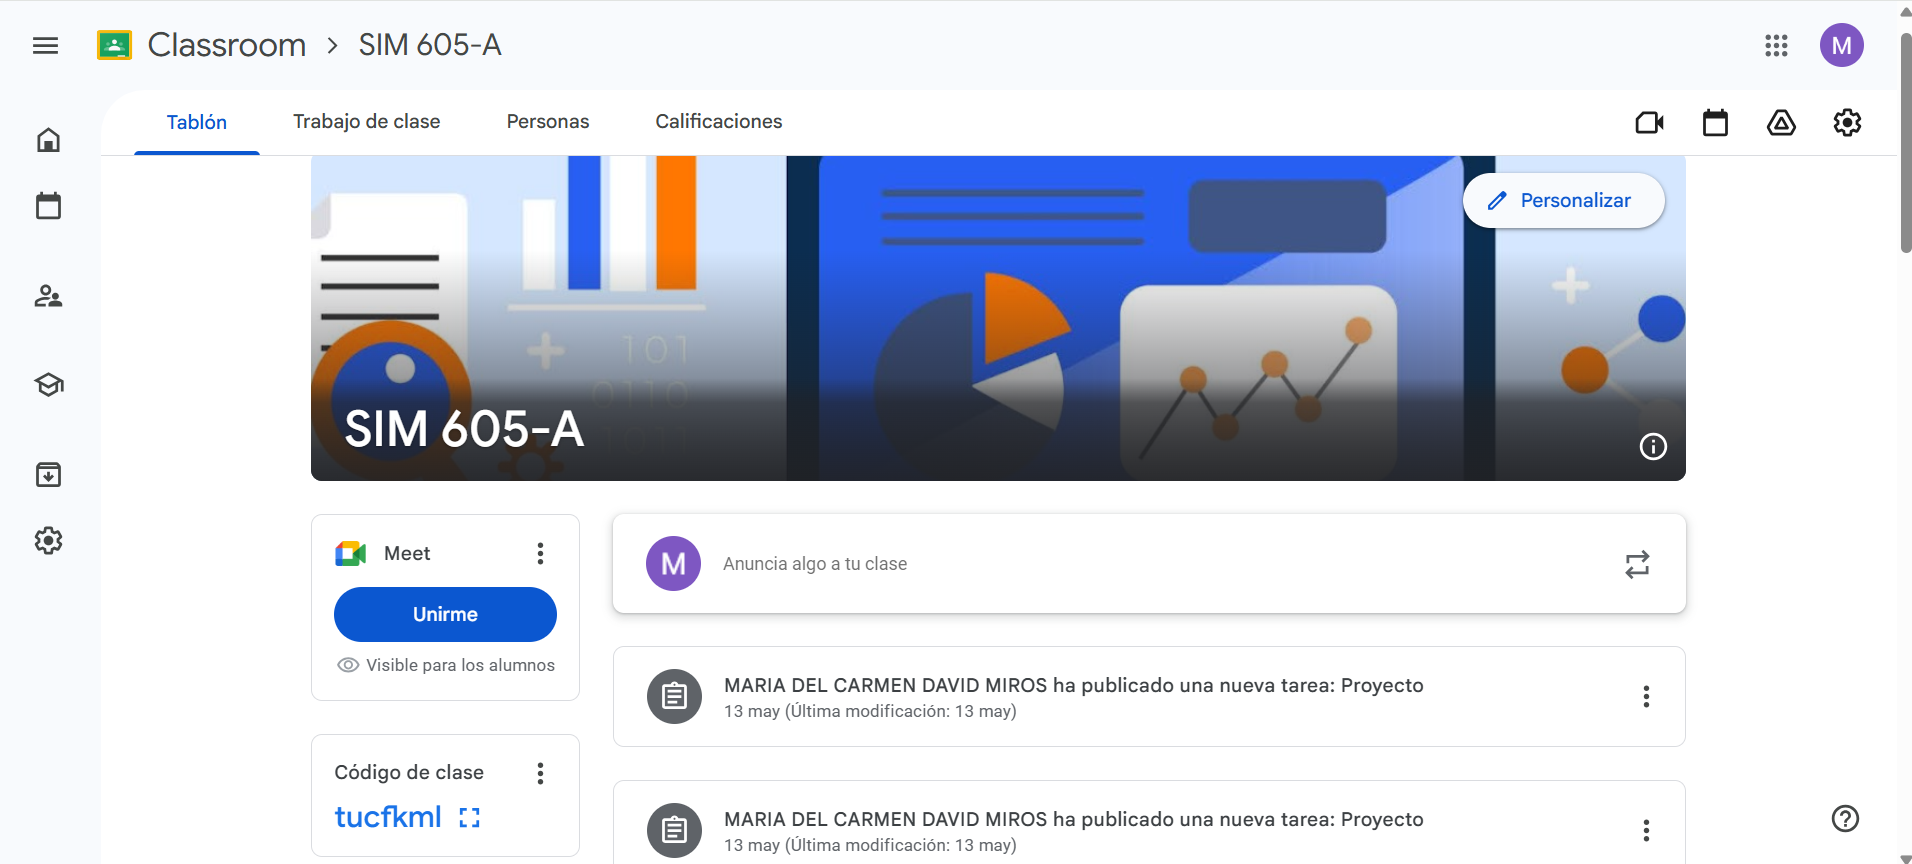 Classroom > SIM 605-A
M
Tablón
Trabajo de clase
Personas
Calificaciones
Personalizar
101
0110
1011
SIM 605-A
Meet
Unirme
Visible para los alumnos
Código de clase
tucfkml
M
Anuncia algo a tu clase
MARIA DEL CARMEN DAVID MIROS ha publicado una nueva tarea: Proyecto
13 may (Última modificación: 13 may)
MARIA DEL CARMEN DAVID MIROS ha publicado una nueva tarea: Proyecto
13 may (Última modificación: 13 may)